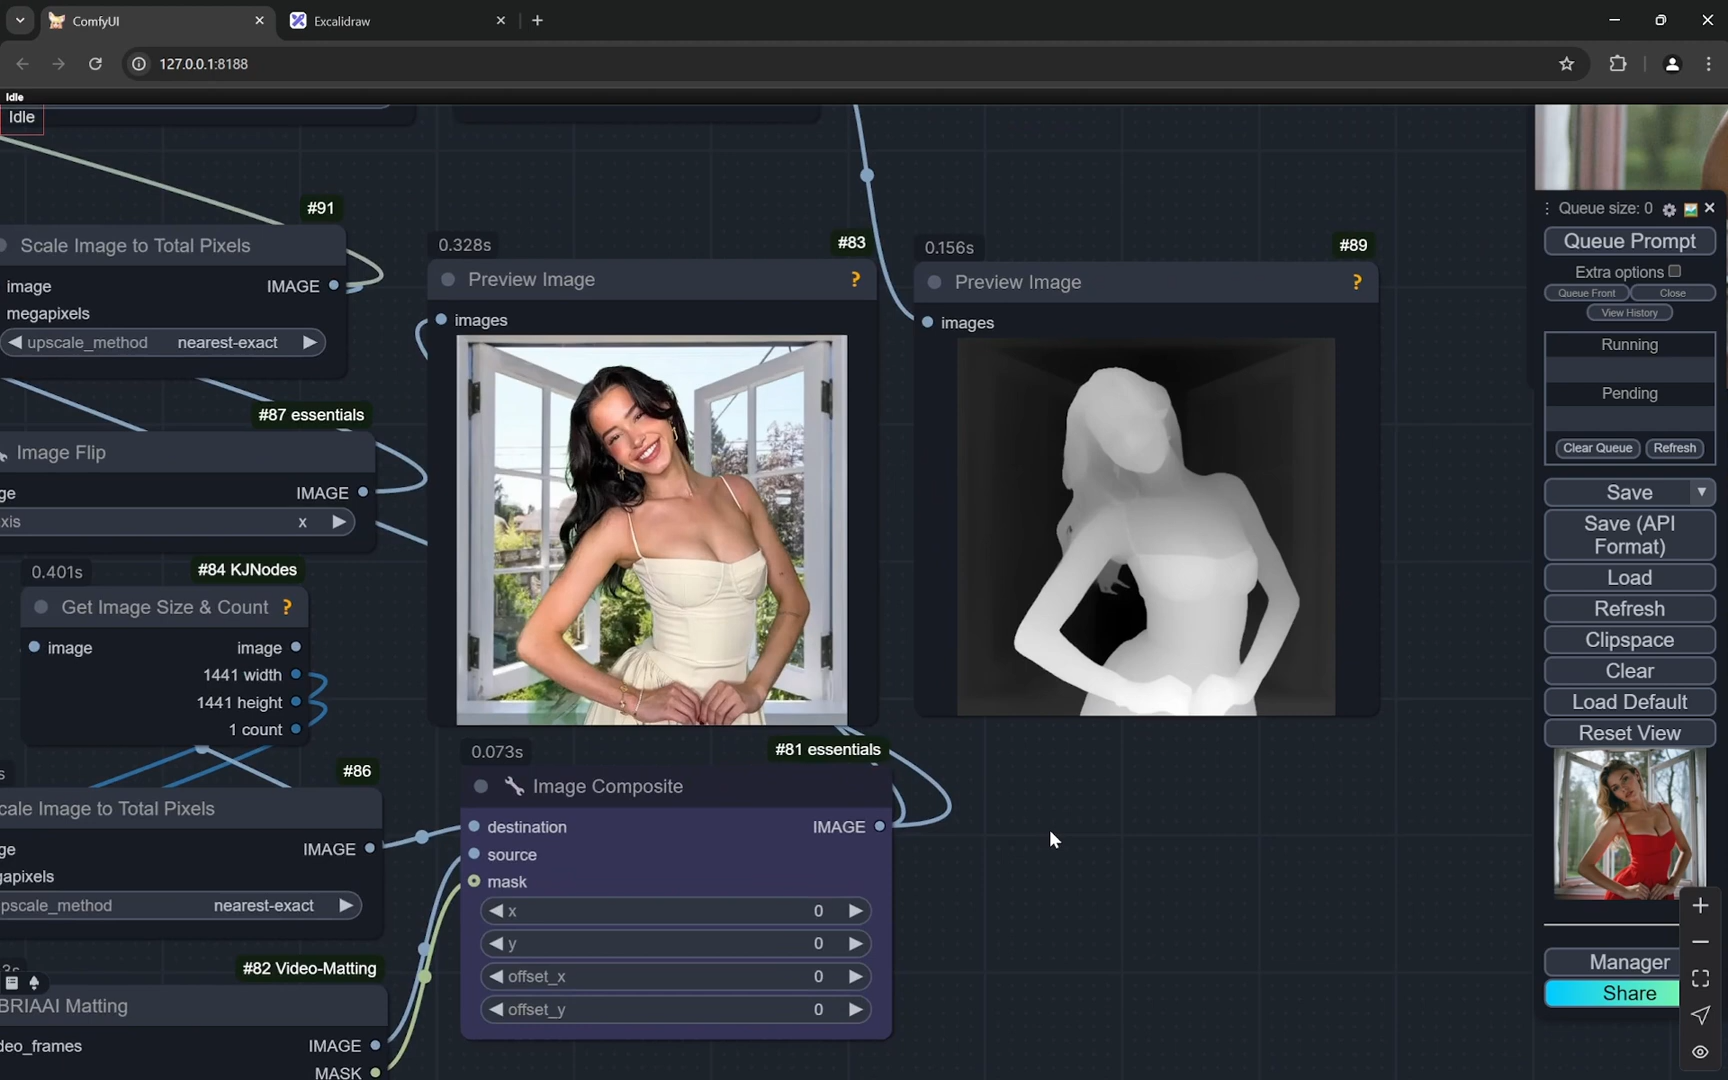 ComfyUI
Excalidraw
127.0.0.1:8188
Idle
Idle
#91
Scale Image to Total Pixels
image
IMAGE
megapixels
upscale_method
nearest-exact
#87 essentials
Image Flip
ge
IMAGE
xis
x
0.401s
#84 KJNodes
Get Image Size & Count
?
image
image
1441 width
1441 height
1 count
#86
cale Image to Total Pixels
ge
IMAGE
gapixels
pscale_method
nearest-exact
#82 Video-Matting
BRIAAI Matting
deo_frames
IMAGE
MASK
0.328s
#83
Preview Image
?
images
0.156s
#89
Preview Image
?
images
0.073s
#81 essentials
Image Composite
destination
IMAGE
source
mask
x
0
y
0
offset_x
0
offset_y
0
Queue size: 0
Queue Prompt
Extra options
Queue Front
Close
View History
Running
Pending
Clear Queue
Refresh
Save
Save (API
Format)
Load
Refresh
Clipspace
Clear
Load Default
Reset View
Manager
Share